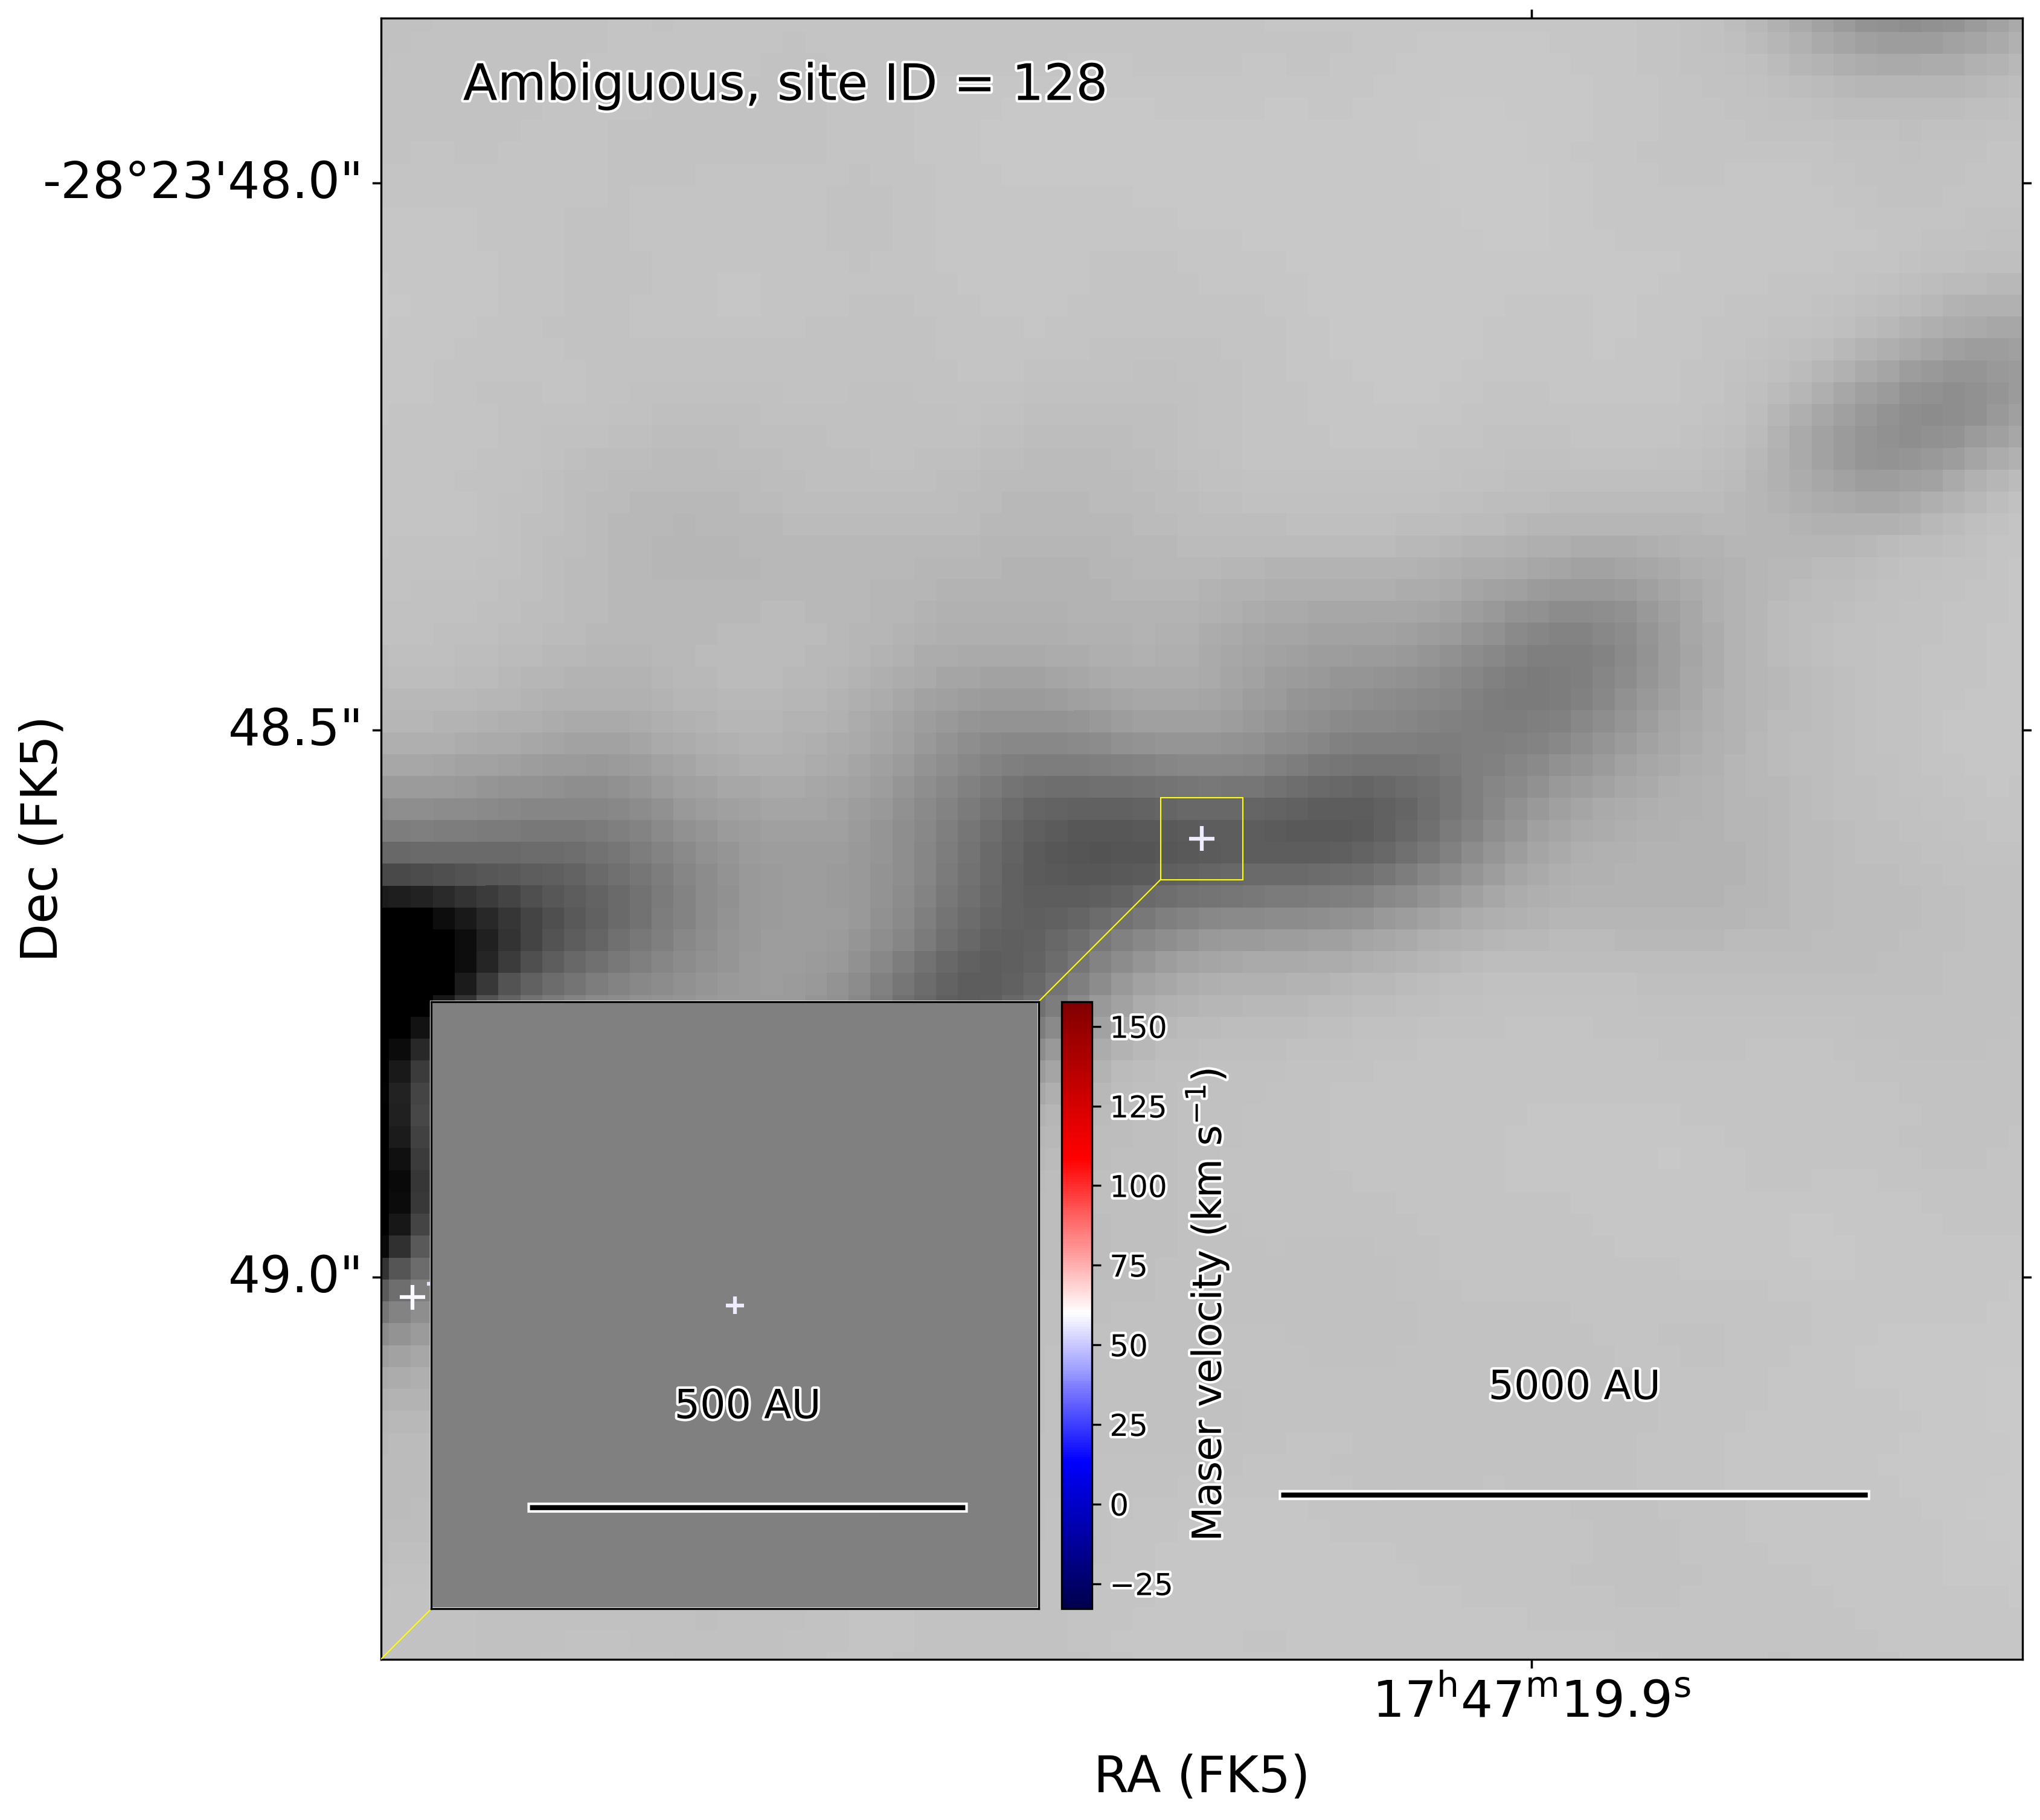 Ambiguous, site ID = 128
-28°23'48.0"
48.5"
49.0"
Dec (FK5)
150
125
100
75
50
25
0
−25
Maser velocity (km s⁻¹)
500 AU
5000 AU
17ʰ47ᵐ19.9ˢ
RA (FK5)